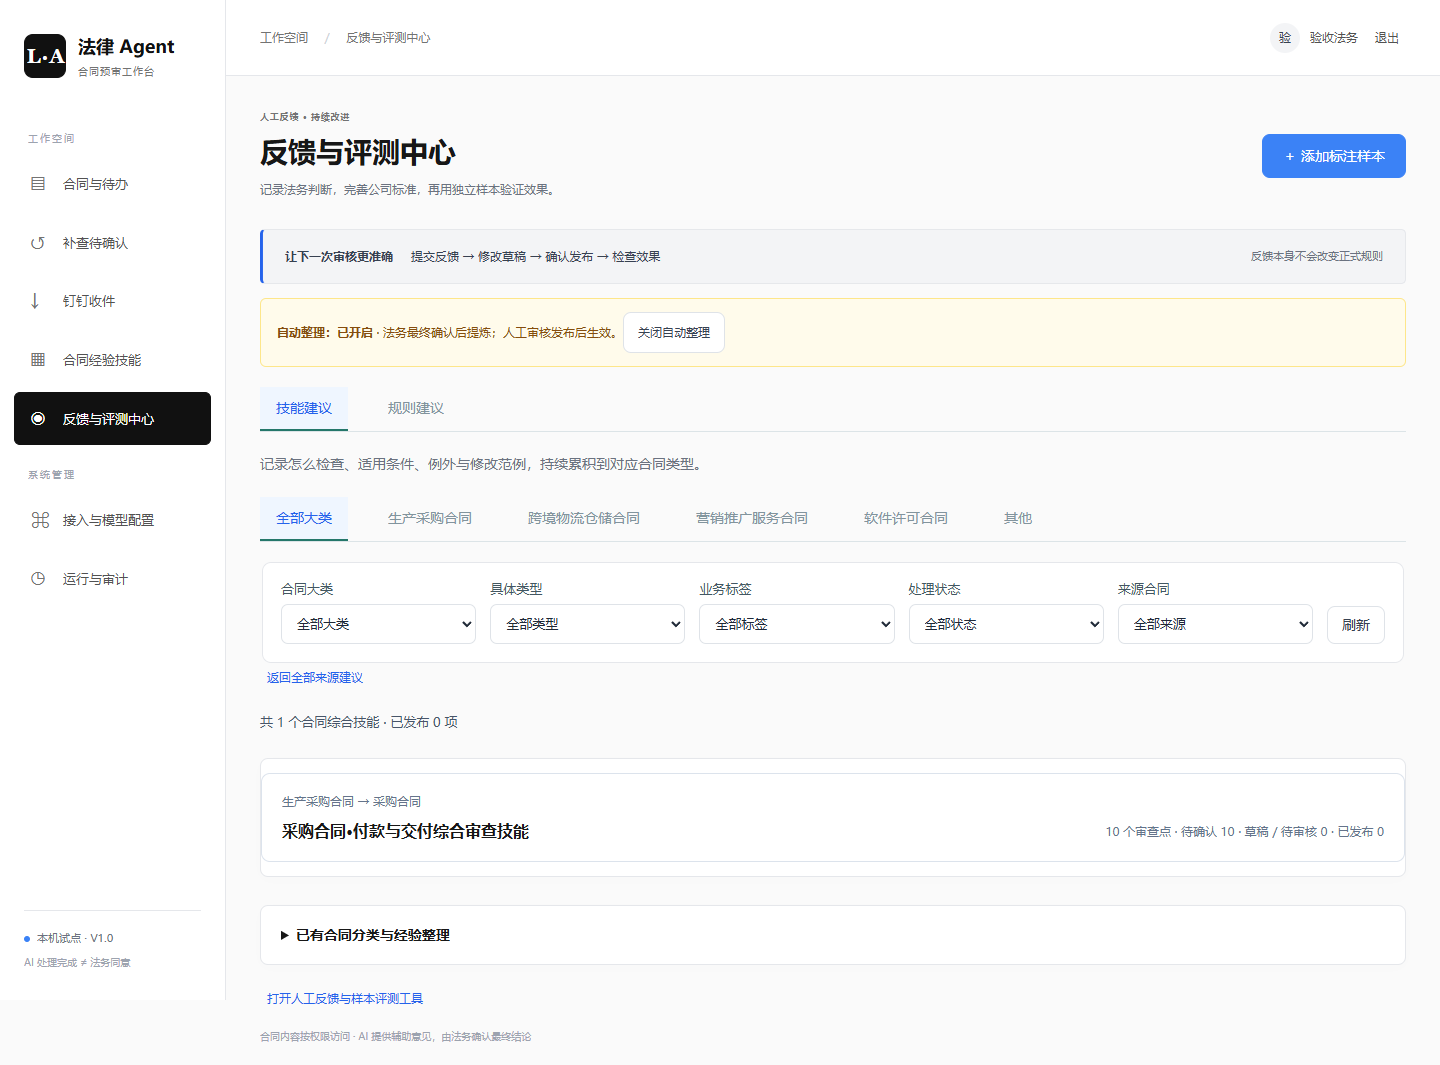 L·A
法律 Agent
合同预审工作台
工作空间
合同与待办
补查待确认
钉钉收件
合同经验技能
反馈与评测中心
系统管理
接入与模型配置
运行与审计
本机试点 · V1.0
AI 处理完成 ≠ 法务同意
工作空间 / 反馈与评测中心
验 验收法务 退出
人工反馈 • 持续改进
反馈与评测中心
记录法务判断，完善公司标准，再用独立样本验证效果。
＋ 添加标注样本
让下一次审核更准确 提交反馈 → 修改草稿 → 确认发布 → 检查效果 反馈本身不会改变正式规则
自动整理：已开启 · 法务最终确认后提炼；人工审核发布后生效。 关闭自动整理
技能建议 规则建议
记录怎么检查、适用条件、例外与修改范例，持续累积到对应合同类型。
全部大类 生产采购合同 跨境物流仓储合同 营销推广服务合同 软件许可合同 其他
合同大类 具体类型 业务标签 处理状态 来源合同
全部大类 全部类型 全部标签 全部状态 全部来源 刷新
返回全部来源建议
共 1 个合同综合技能 · 已发布 0 项
生产采购合同 → 采购合同
采购合同•付款与交付综合审查技能
10 个审查点 · 待确认 10 · 草稿 / 待审核 0 · 已发布 0
已有合同分类与经验整理
打开人工反馈与样本评测工具
合同内容按权限访问 · AI 提供辅助意见，由法务确认最终结论